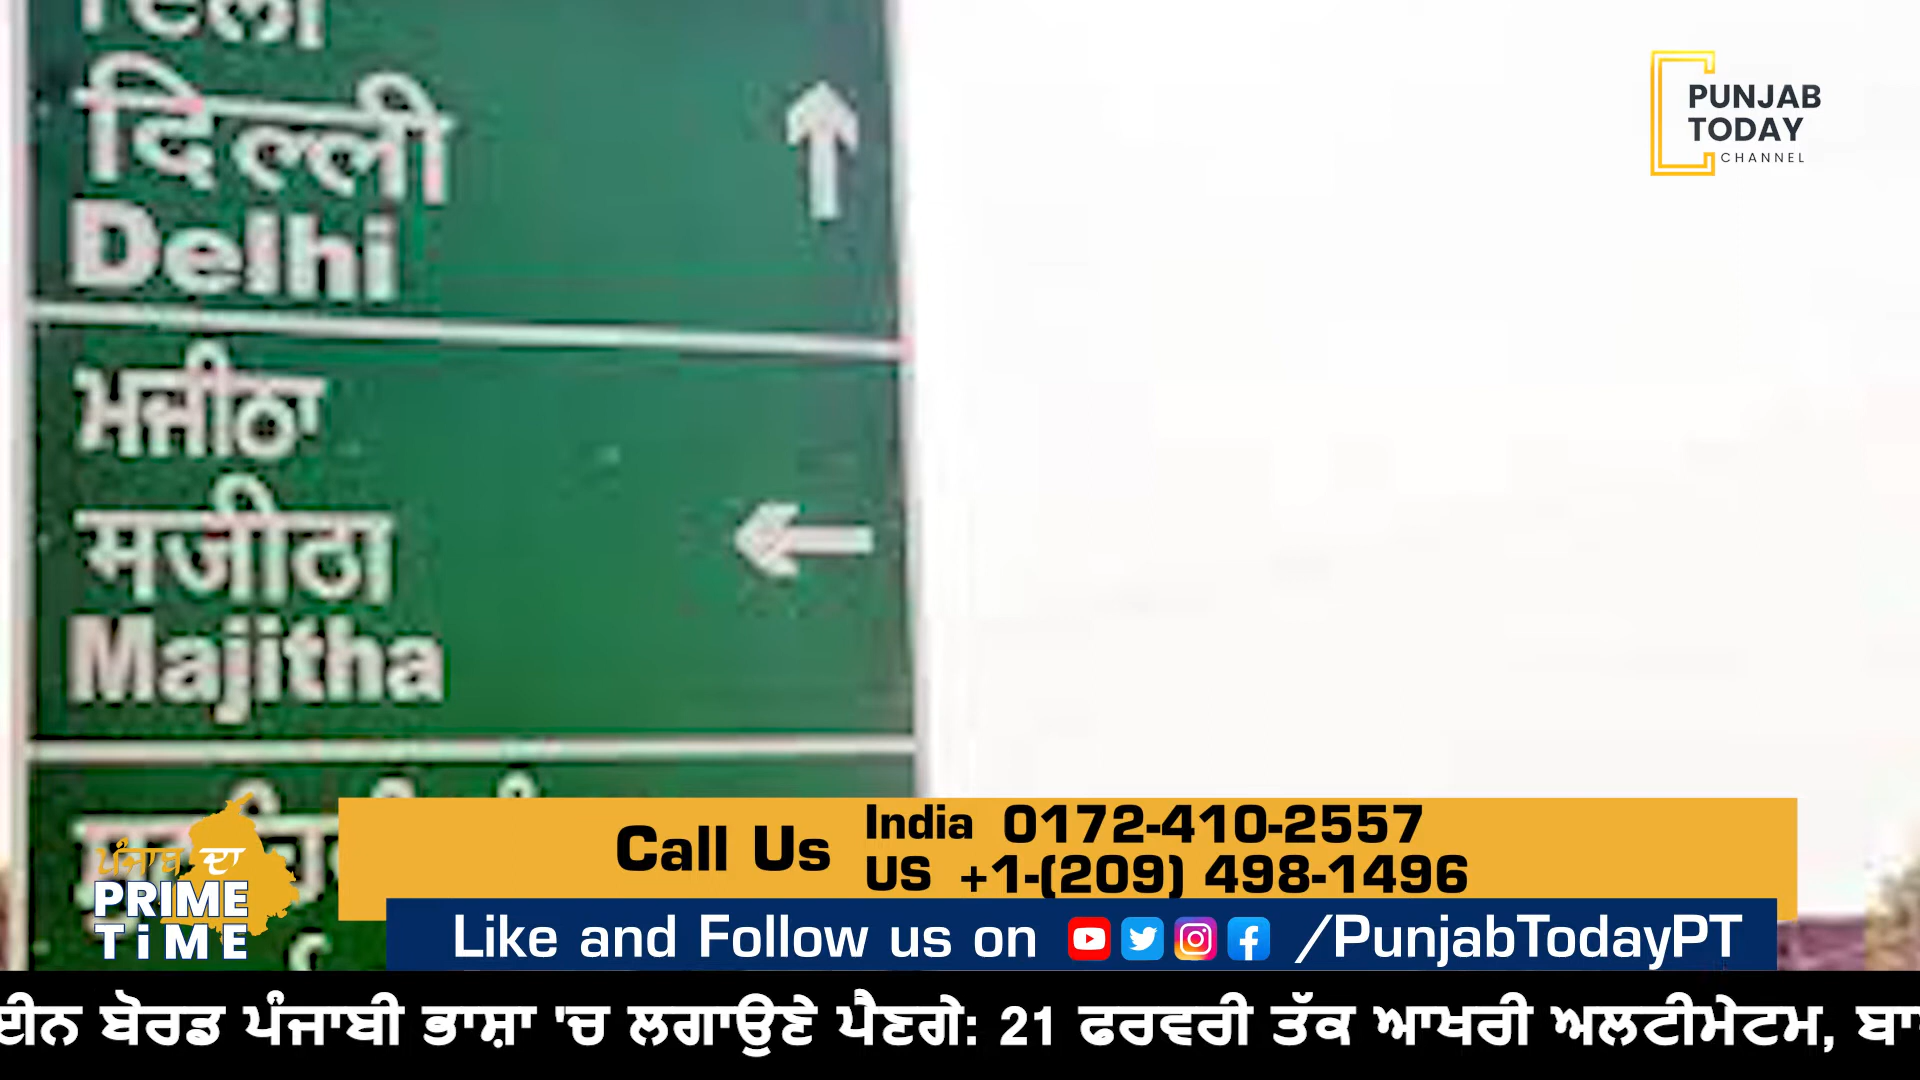 ਦਿੱਲੀ
दिल्ली
Delhi
ਮਜੀਠਾ
मजीठा
Majitha
PUNJAB
TODAY
CHANNEL
ਪੰਜਾਬ ਦਾ
PRIME
TiME
Call Us
India 0172-410-2557
US +1-(209) 498-1496
Like and Follow us on /PunjabTodayPT
ਈਨ ਬੋਰਡ ਪੰਜਾਬੀ ਭਾਸ਼ਾ 'ਚ ਲਗਾਉਣੇ ਪੈਣਗੇ: 21 ਫਰਵਰੀ ਤੱਕ ਆਖਰੀ ਅਲਟੀਮੇਟਮ,